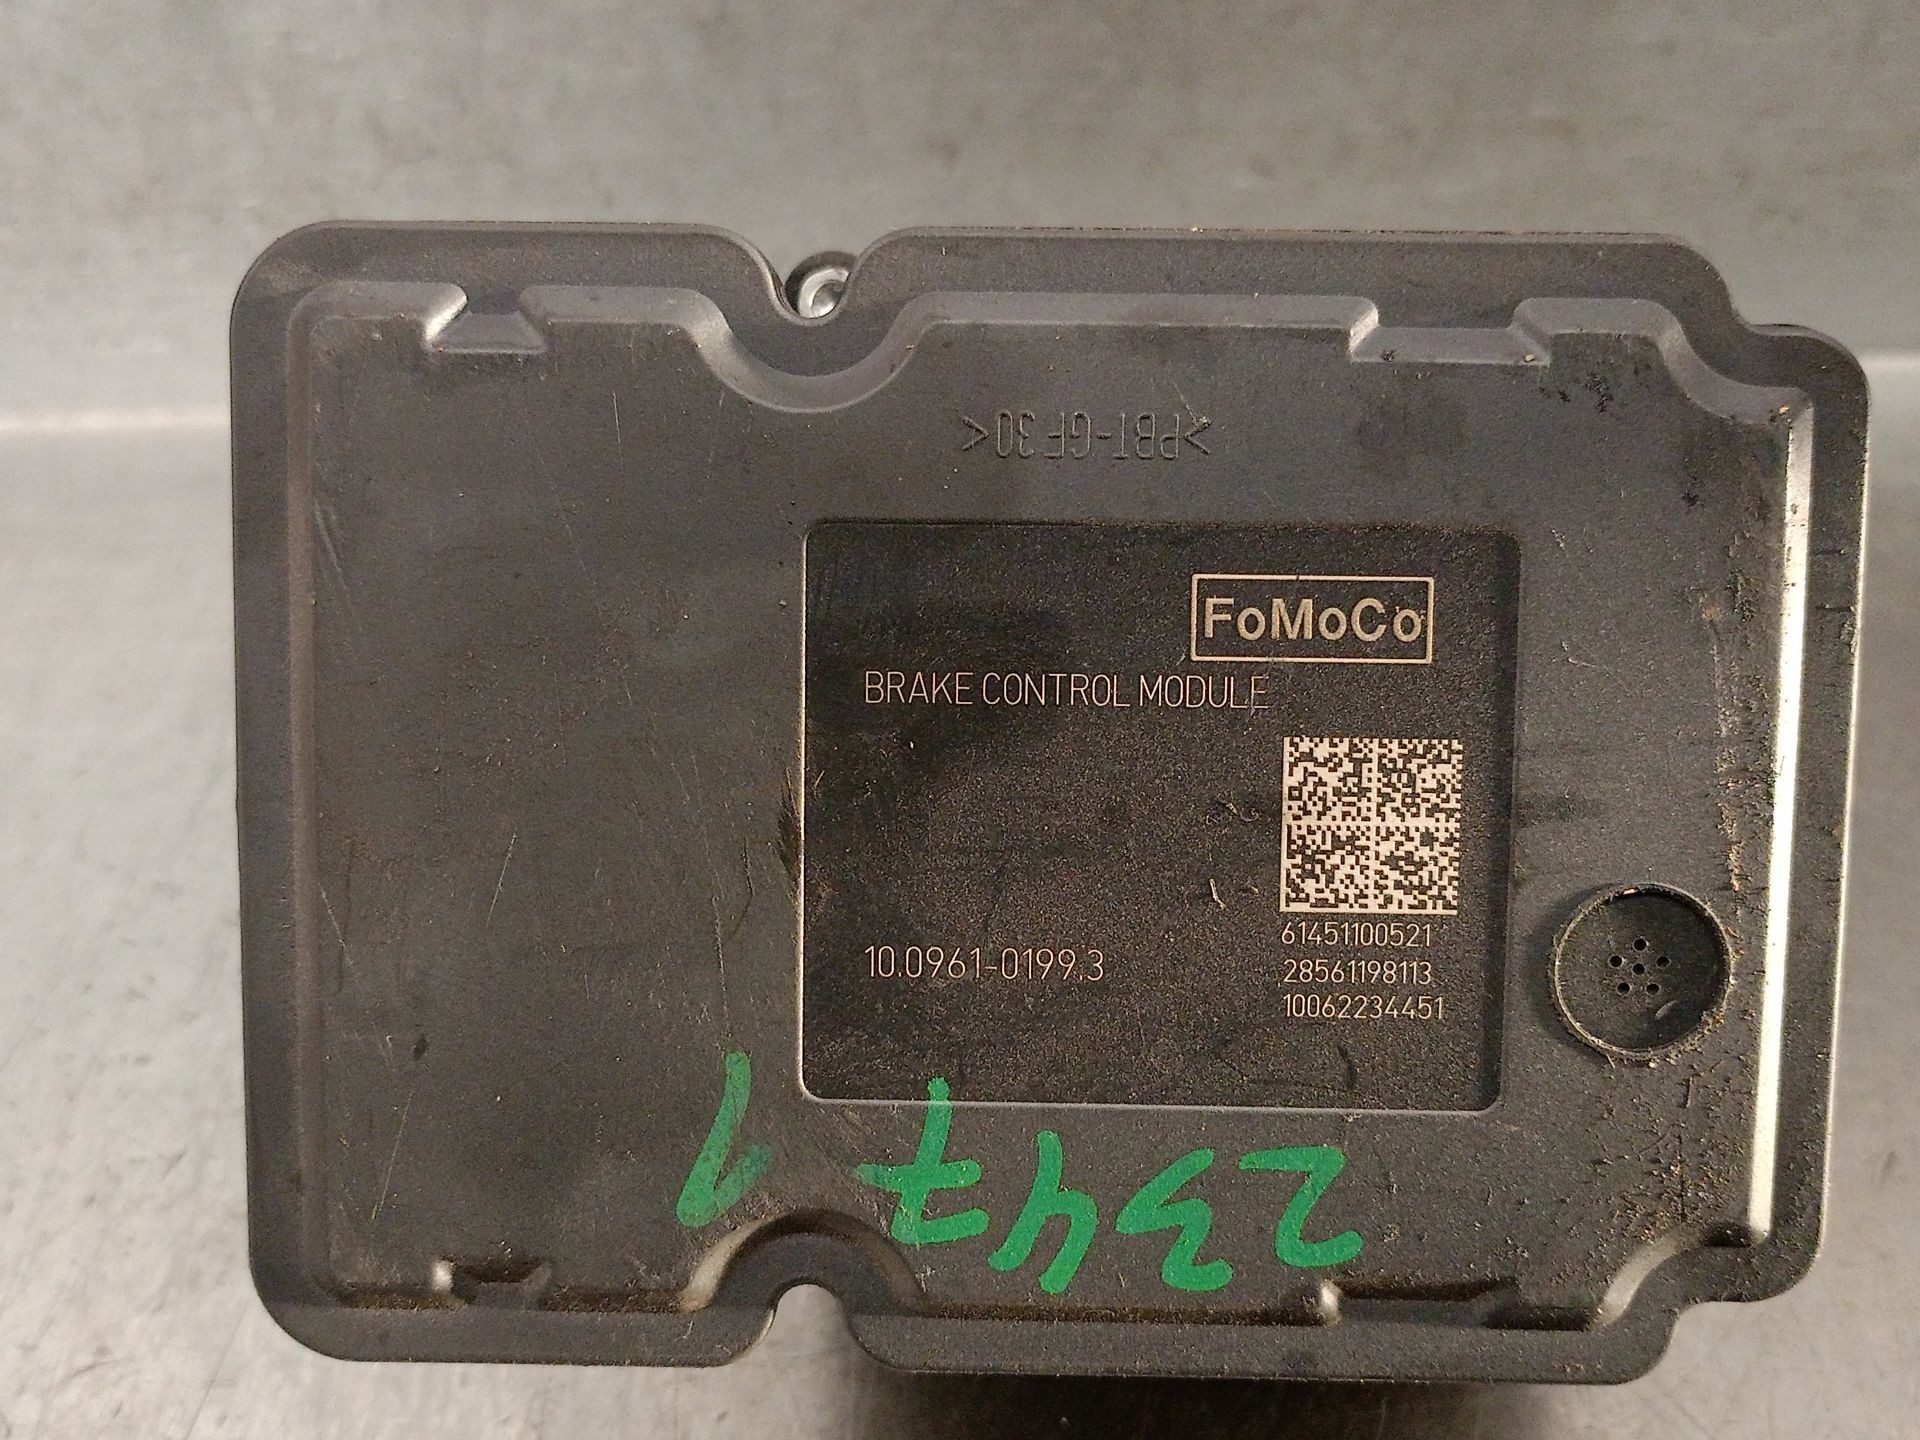 >PBT-GF30<
FoMoCo
BRAKE CONTROL MODULE
61451100521
10.0961-0199.3
28561198113
10062234451
2347
1